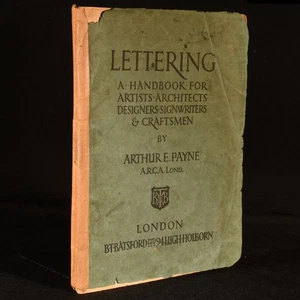 LETTERING
A·HANDBOOK·FOR
ARTISTS·ARCHITECTS
DESIGNERS·SIGNWRITERS
& CRAFTSMEN
BY
ARTHUR E. PAYNE
A.R.C.A. LOND.
LONDON
B·T·BATSFORD LTD 94 HIGH·HOLBORN